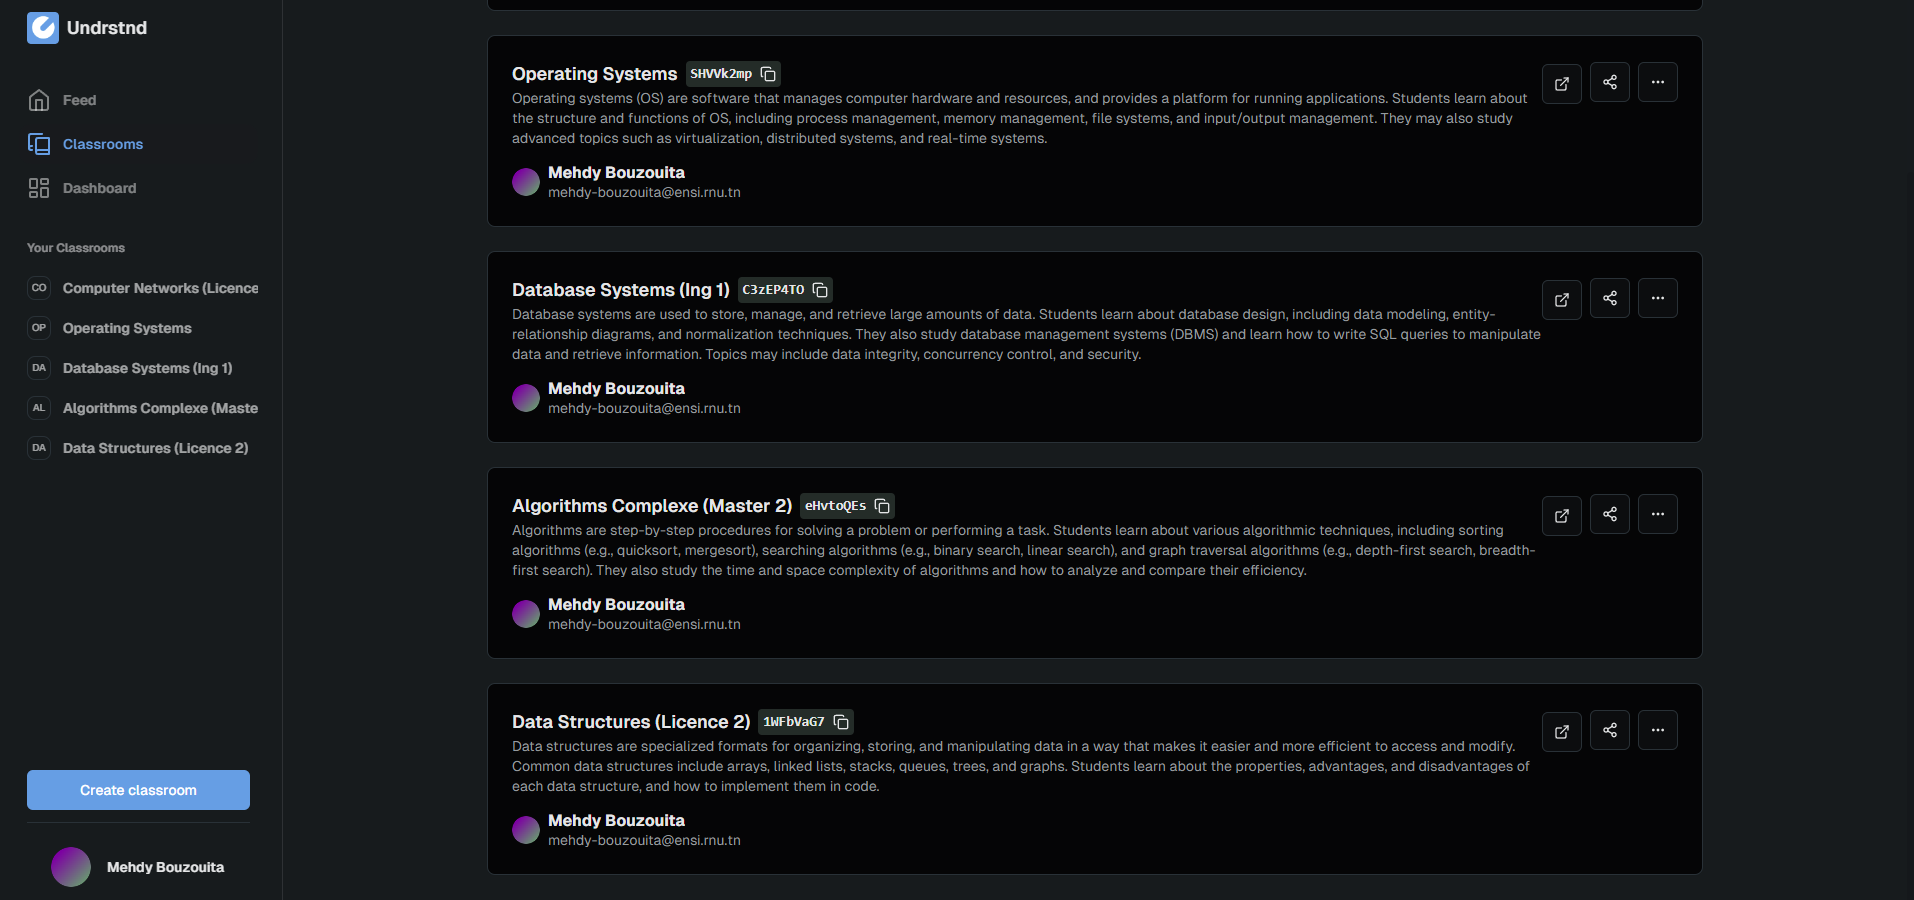 Undrstnd
Feed
Classrooms
Dashboard
Your Classrooms
CO Computer Networks (Licence
OP Operating Systems
DA Database Systems (Ing 1)
AL Algorithms Complexe (Maste
DA Data Structures (Licence 2)
Create classroom
Mehdy Bouzouita
Operating Systems SHVVk2mp
Operating systems (OS) are software that manages computer hardware and resources, and provides a platform for running applications. Students learn about
the structure and functions of OS, including process management, memory management, file systems, and input/output management. They may also study
advanced topics such as virtualization, distributed systems, and real-time systems.
Mehdy Bouzouita
mehdy-bouzouita@ensi.rnu.tn
Database Systems (Ing 1) C3zEP4TO
Database systems are used to store, manage, and retrieve large amounts of data. Students learn about database design, including data modeling, entity-
relationship diagrams, and normalization techniques. They also study database management systems (DBMS) and learn how to write SQL queries to manipulate
data and retrieve information. Topics may include data integrity, concurrency control, and security.
Mehdy Bouzouita
mehdy-bouzouita@ensi.rnu.tn
Algorithms Complexe (Master 2) eHvtoQEs
Algorithms are step-by-step procedures for solving a problem or performing a task. Students learn about various algorithmic techniques, including sorting
algorithms (e.g., quicksort, mergesort), searching algorithms (e.g., binary search, linear search), and graph traversal algorithms (e.g., depth-first search, breadth-
first search). They also study the time and space complexity of algorithms and how to analyze and compare their efficiency.
Mehdy Bouzouita
mehdy-bouzouita@ensi.rnu.tn
Data Structures (Licence 2) 1WFbVaG7
Data structures are specialized formats for organizing, storing, and manipulating data in a way that makes it easier and more efficient to access and modify.
Common data structures include arrays, linked lists, stacks, queues, trees, and graphs. Students learn about the properties, advantages, and disadvantages of
each data structure, and how to implement them in code.
Mehdy Bouzouita
mehdy-bouzouita@ensi.rnu.tn